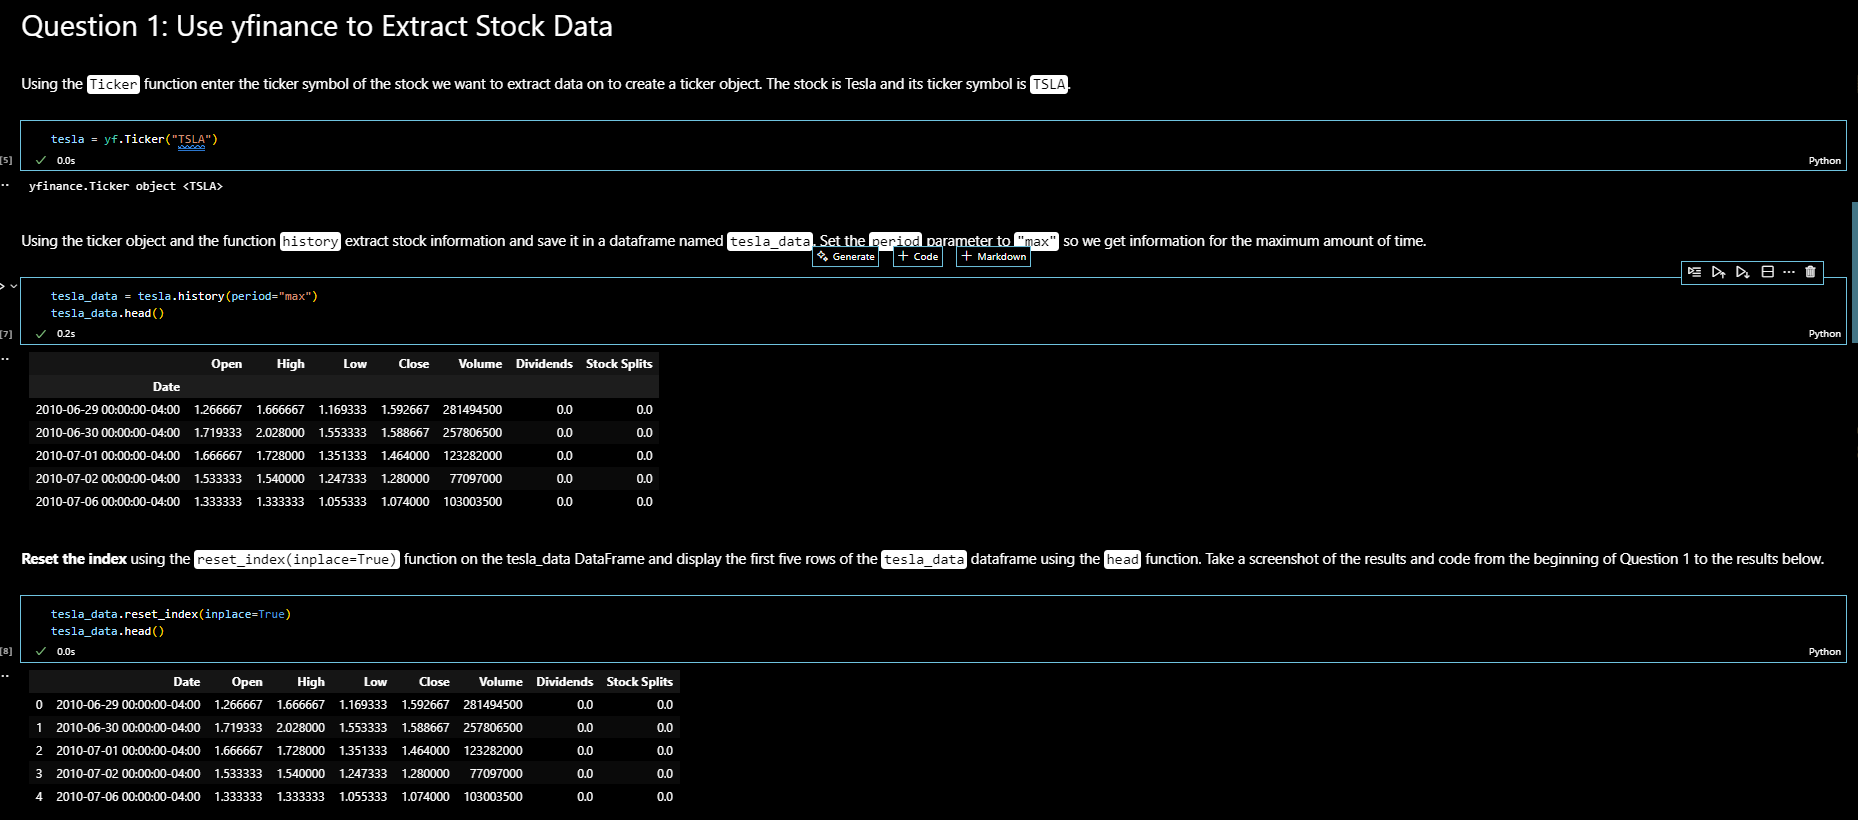 Question 1: Use yfinance to Extract Stock Data
Using the Ticker function enter the ticker symbol of the stock we want to extract data on to create a ticker object. The stock is Tesla and its ticker symbol is TSLA.
tesla = yf.Ticker("TSLA")
[5] 0.0s Python
yfinance.Ticker object <TSLA>
Using the ticker object and the function history extract stock information and save it in a dataframe named tesla_data. Set the period parameter to "max" so we get information for the maximum amount of time.
Generate + Code + Markdown
tesla_data = tesla.history(period="max")
tesla_data.head()
[7] 0.2s Python
Open High Low Close Volume Dividends Stock Splits
Date
2010-06-29 00:00:00-04:00 1.266667 1.666667 1.169333 1.592667 281494500 0.0 0.0
2010-06-30 00:00:00-04:00 1.719333 2.028000 1.553333 1.588667 257806500 0.0 0.0
2010-07-01 00:00:00-04:00 1.666667 1.728000 1.351333 1.464000 123282000 0.0 0.0
2010-07-02 00:00:00-04:00 1.533333 1.540000 1.247333 1.280000 77097000 0.0 0.0
2010-07-06 00:00:00-04:00 1.333333 1.333333 1.055333 1.074000 103003500 0.0 0.0
Reset the index using the reset_index(inplace=True) function on the tesla_data DataFrame and display the first five rows of the tesla_data dataframe using the head function. Take a screenshot of the results and code from the beginning of Question 1 to the results below.
tesla_data.reset_index(inplace=True)
tesla_data.head()
[8] 0.0s Python
Date Open High Low Close Volume Dividends Stock Splits
0 2010-06-29 00:00:00-04:00 1.266667 1.666667 1.169333 1.592667 281494500 0.0 0.0
1 2010-06-30 00:00:00-04:00 1.719333 2.028000 1.553333 1.588667 257806500 0.0 0.0
2 2010-07-01 00:00:00-04:00 1.666667 1.728000 1.351333 1.464000 123282000 0.0 0.0
3 2010-07-02 00:00:00-04:00 1.533333 1.540000 1.247333 1.280000 77097000 0.0 0.0
4 2010-07-06 00:00:00-04:00 1.333333 1.333333 1.055333 1.074000 103003500 0.0 0.0